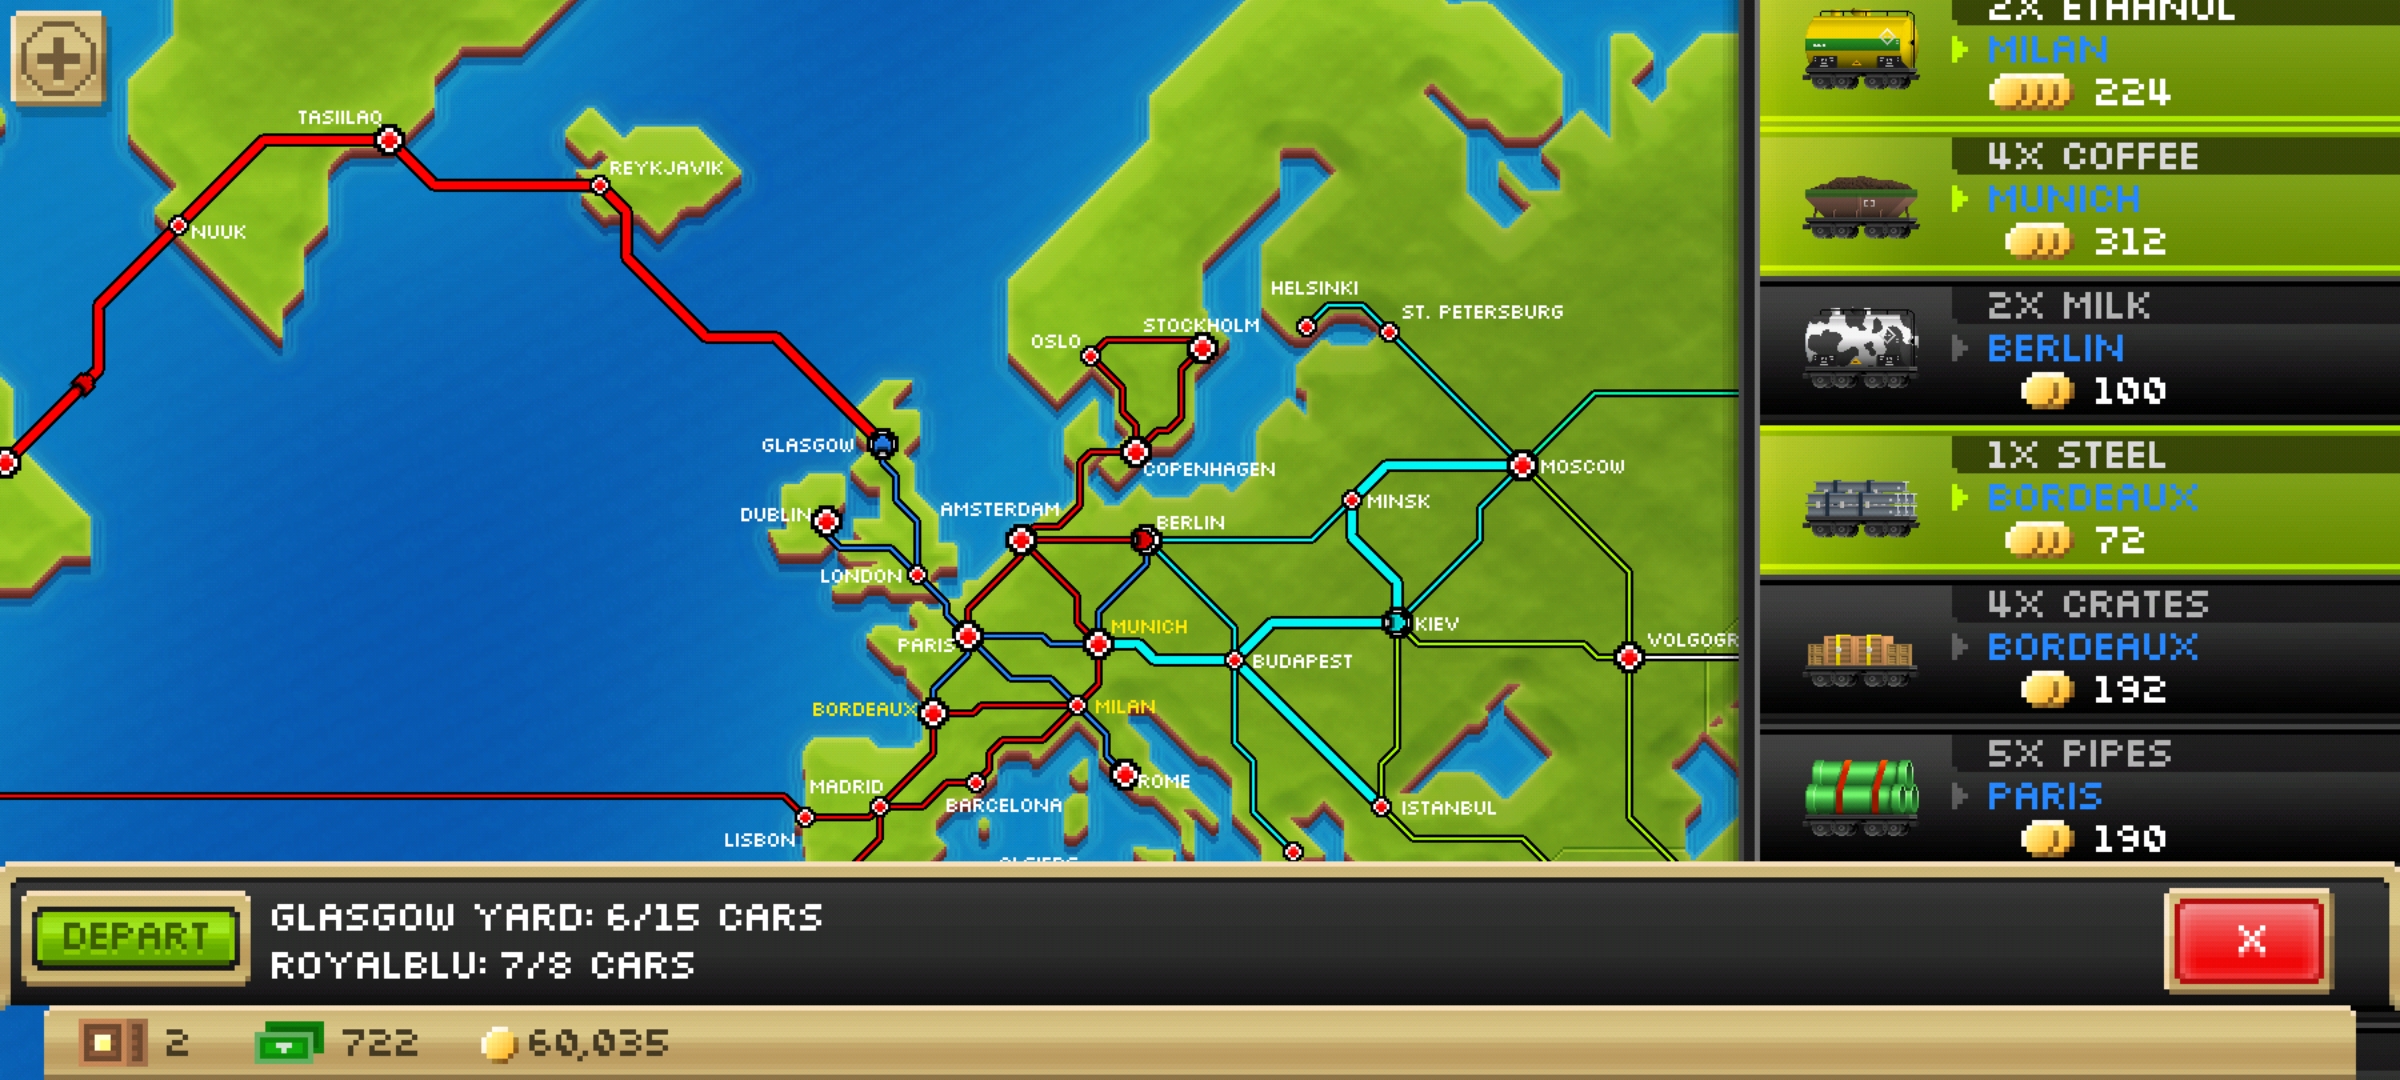 TASIILAQ
REYKJAVIK
NUUK
HELSINKI
ST. PETERSBURG
STOCKHOLM
OSLO
GLASGOW
COPENHAGEN
MOSCOW
MINSK
AMSTERDAM
DUBLIN
BERLIN
LONDON
KIEV
MUNICH
PARIS
VOLGOGR
BUDAPEST
BORDEAUX
MILAN
MADRID
ROME
BARCELONA
ISTANBUL
LISBON
2X ETHANOL
MILAN
224
4X COFFEE
MUNICH
312
2X MILK
BERLIN
100
1X STEEL
BORDEAUX
72
4X CRATES
BORDEAUX
192
5X PIPES
PARIS
190
DEPART
GLASGOW YARD: 6/15 CARS
ROYALBLU: 7/8 CARS
X
2
722
60,035